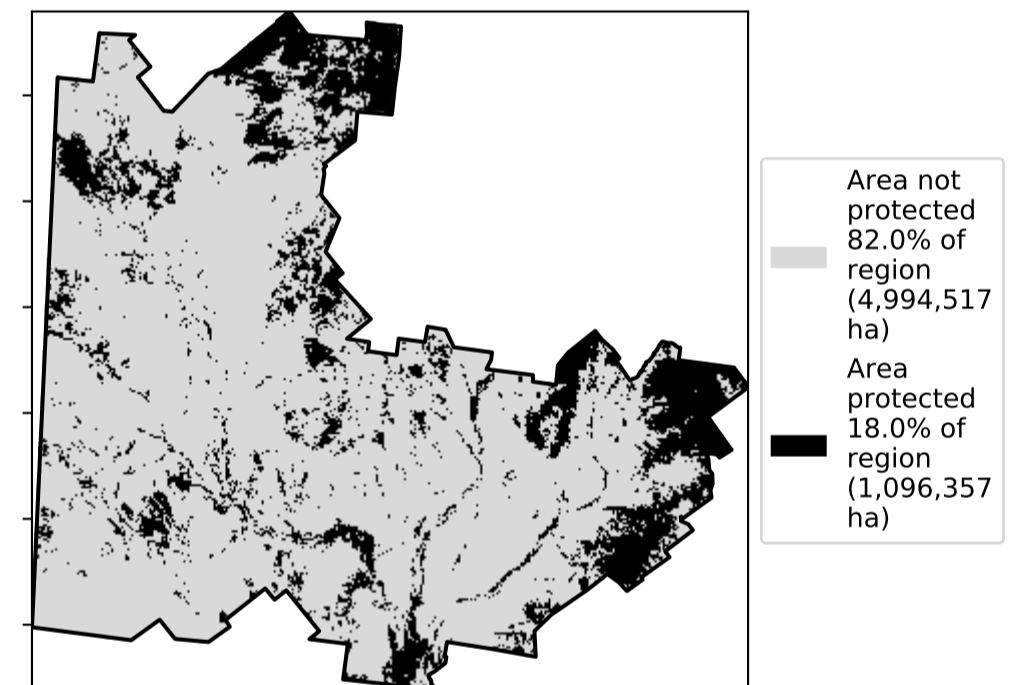 Area not
protected
82.0% of
region
(4,994,517
ha)
Area
protected
18.0% of
region
(1,096,357
ha)